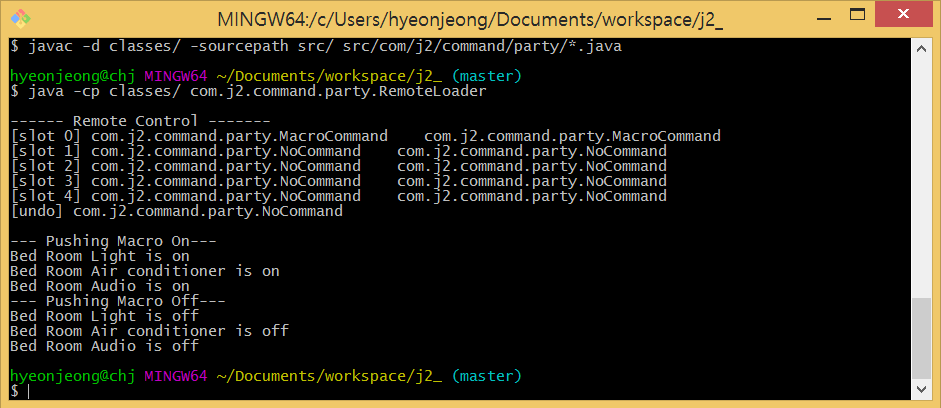 MINGW64:/c/Users/hyeonjeong/Documents/workspace/j2_
$ javac -d classes/ -sourcepath src/ src/com/j2/command/party/*.java
hyeonjeong@chj MINGW64 ~/Documents/workspace/j2_ (master)
$ java -cp classes/ com.j2.command.party.RemoteLoader
------ Remote Control -------
[slot 0] com.j2.command.party.MacroCommand    com.j2.command.party.MacroCommand
[slot 1] com.j2.command.party.NoCommand    com.j2.command.party.NoCommand
[slot 2] com.j2.command.party.NoCommand    com.j2.command.party.NoCommand
[slot 3] com.j2.command.party.NoCommand    com.j2.command.party.NoCommand
[slot 4] com.j2.command.party.NoCommand    com.j2.command.party.NoCommand
[undo] com.j2.command.party.NoCommand
--- Pushing Macro On---
Bed Room Light is on
Bed Room Air conditioner is on
Bed Room Audio is on
--- Pushing Macro Off---
Bed Room Light is off
Bed Room Air conditioner is off
Bed Room Audio is off
hyeonjeong@chj MINGW64 ~/Documents/workspace/j2_ (master)
$